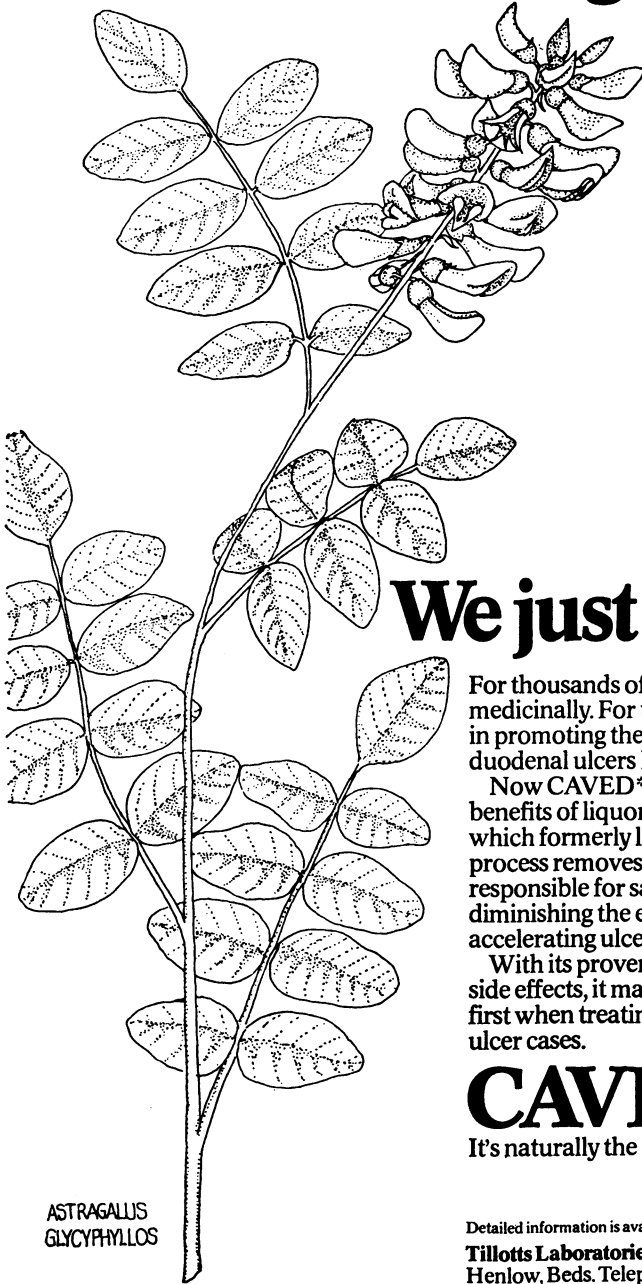 We just
For thousands of
medicinally. For
in promoting the
duodenal ulcers
Now CAVED*
benefits of liquor
which formerly l
process removes
responsible for sa
diminishing the e
accelerating ulce
With its prover
side effects, it ma
first when treatin
ulcer cases.
CAVE
It's naturally the
ASTRAGALUS
GLYCYPHYLLOS
Detailed information is ava
Tillotts Laboratorie
Henlow, Beds. Telep